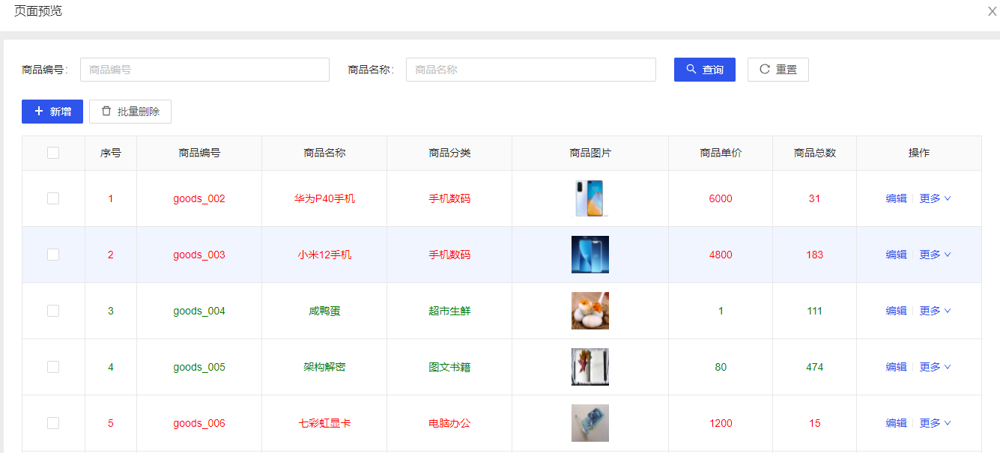 页面预览 X
商品编号: 商品编号 商品名称: 商品名称 查询 重置
新增 批量删除
序号 商品编号 商品名称 商品分类 商品图片 商品单价 商品总数 操作
1 goods_002 华为P40手机 手机数码 6000 31 编辑 更多
2 goods_003 小米12手机 手机数码 4800 183 编辑 更多
3 goods_004 咸鸭蛋 超市生鲜 1 111 编辑 更多
4 goods_005 架构解密 图文书籍 80 474 编辑 更多
5 goods_006 七彩虹显卡 电脑办公 1200 15 编辑 更多